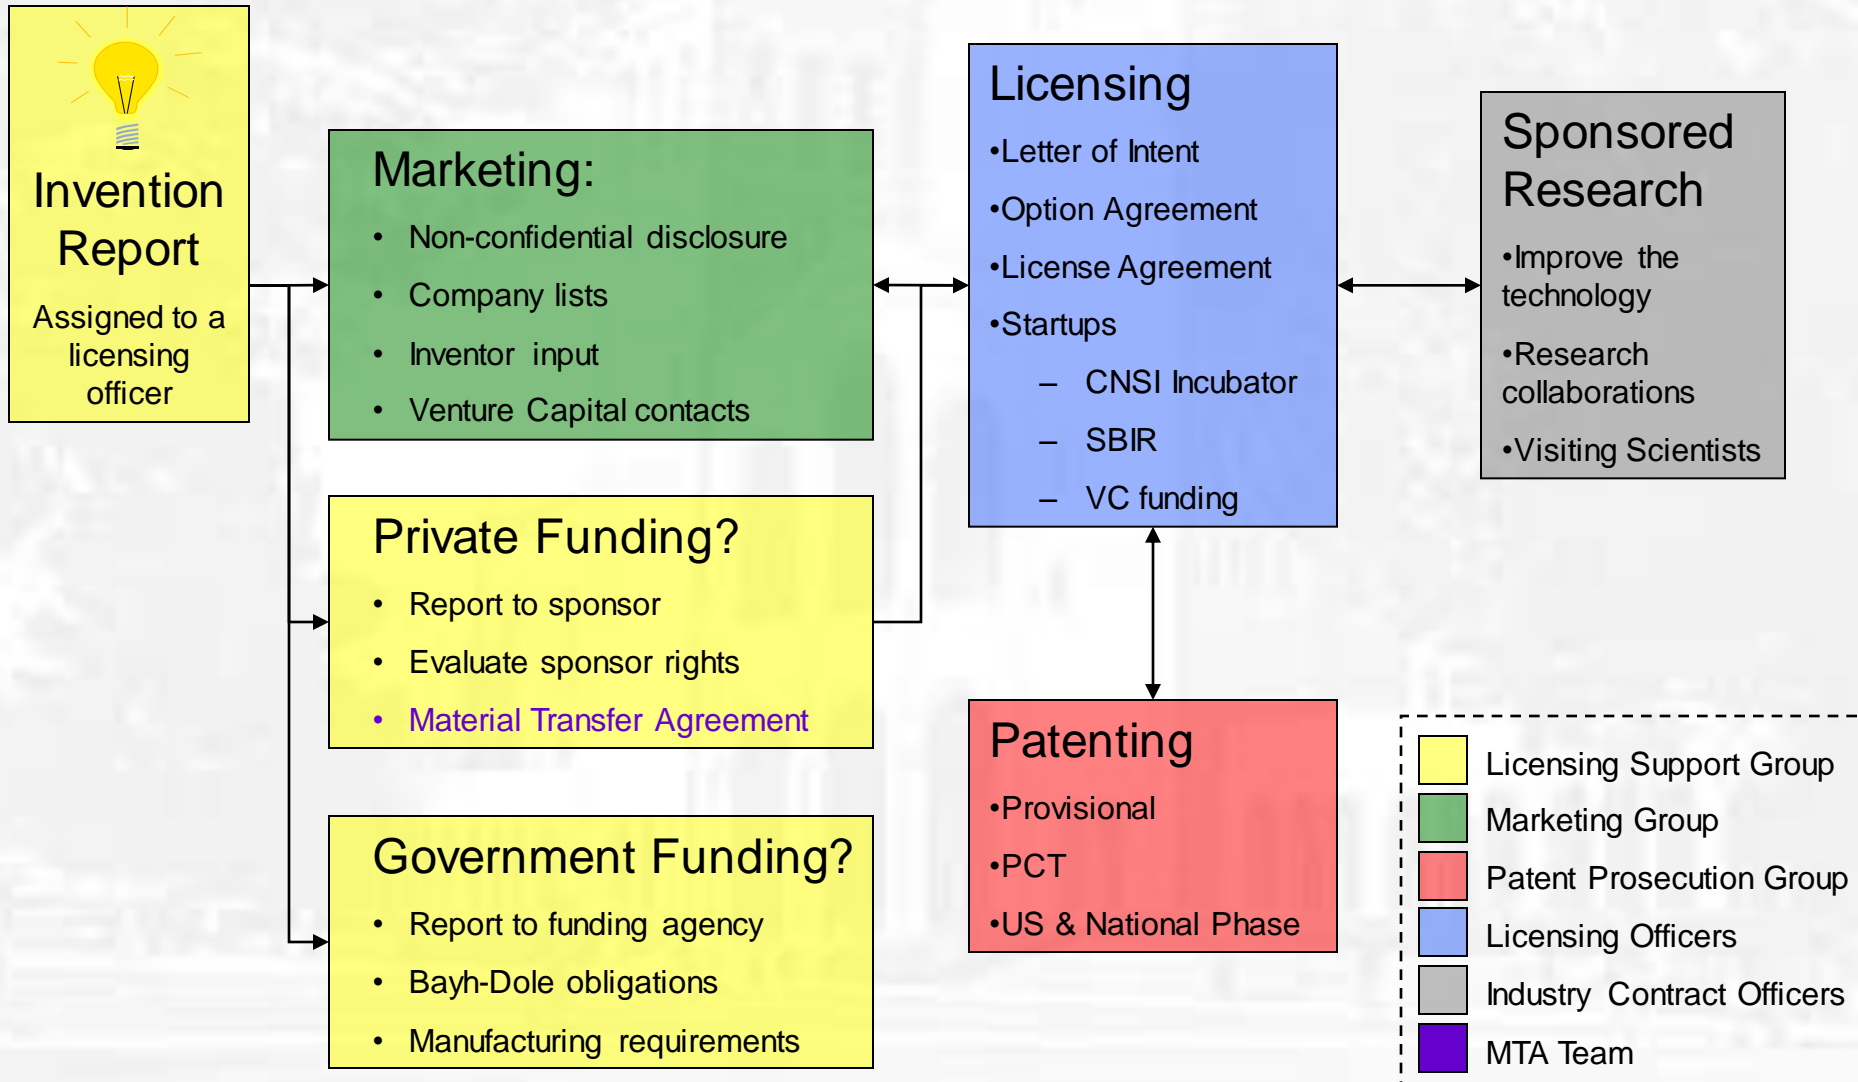 Invention
Report
Assigned to a
licensing
officer
Marketing:
• Non-confidential disclosure
• Company lists
• Inventor input
• Venture Capital contacts
Private Funding?
• Report to sponsor
• Evaluate sponsor rights
• Material Transfer Agreement
Government Funding?
• Report to funding agency
• Bayh-Dole obligations
• Manufacturing requirements
Licensing
•Letter of Intent
•Option Agreement
•License Agreement
•Startups
– CNSI Incubator
– SBIR
– VC funding
Patenting
•Provisional
•PCT
•US & National Phase
Sponsored
Research
•Improve the
technology
•Research
collaborations
•Visiting Scientists
Licensing Support Group
Marketing Group
Patent Prosecution Group
Licensing Officers
Industry Contract Officers
MTA Team